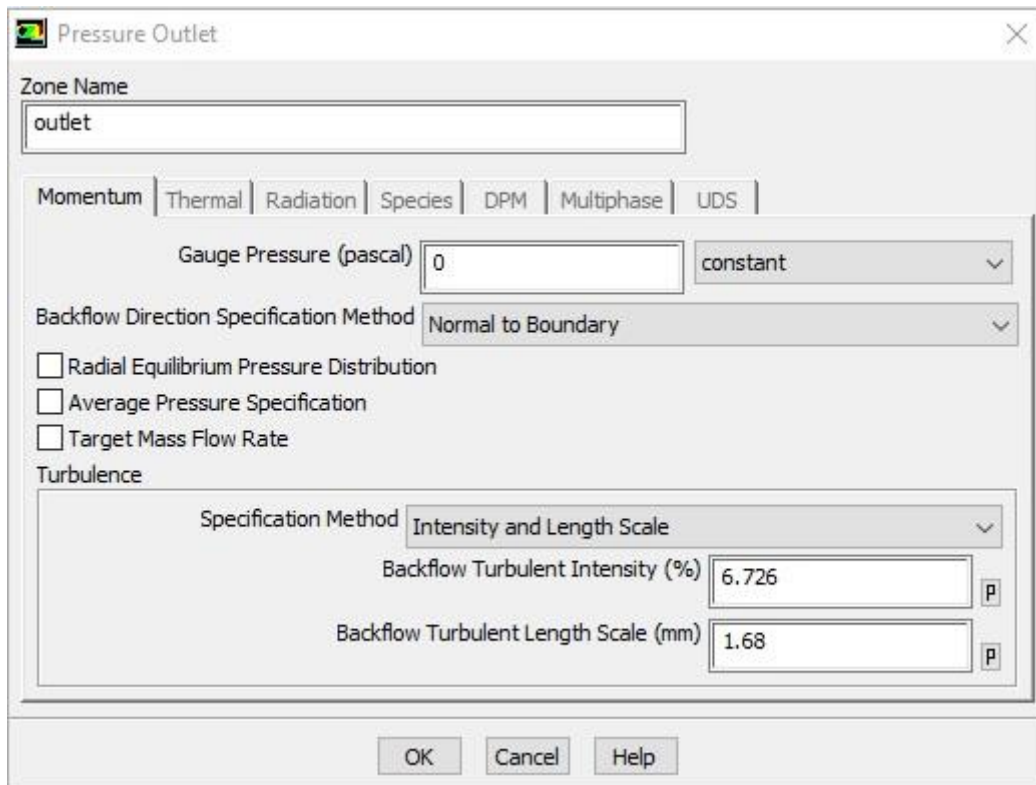 Pressure Outlet
Zone Name
outlet
Momentum Thermal Radiation Species DPM Multiphase UDS
Gauge Pressure (pascal) 0 constant
Backflow Direction Specification Method Normal to Boundary
Radial Equilibrium Pressure Distribution
Average Pressure Specification
Target Mass Flow Rate
Turbulence
Specification Method Intensity and Length Scale
Backflow Turbulent Intensity (%) 6.726 P
Backflow Turbulent Length Scale (mm) 1.68 P
OK Cancel Help